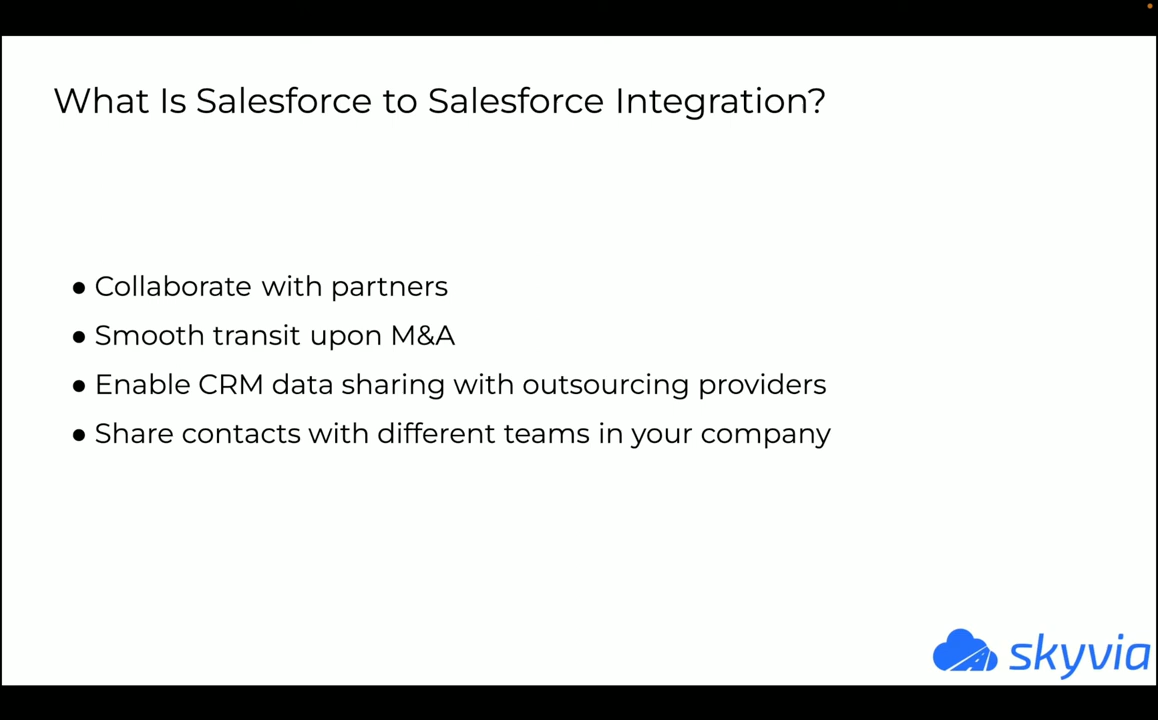 What Is Salesforce to Salesforce Integration?
● Collaborate with partners
● Smooth transit upon M&A
● Enable CRM data sharing with outsourcing providers
● Share contacts with different teams in your company
skyvia